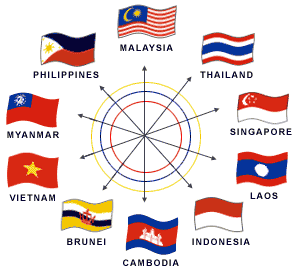 MALAYSIA
PHILIPPINES
THAILAND
MYANMAR
SINGAPORE
VIETNAM
LAOS
BRUNEI
INDONESIA
CAMBODIA